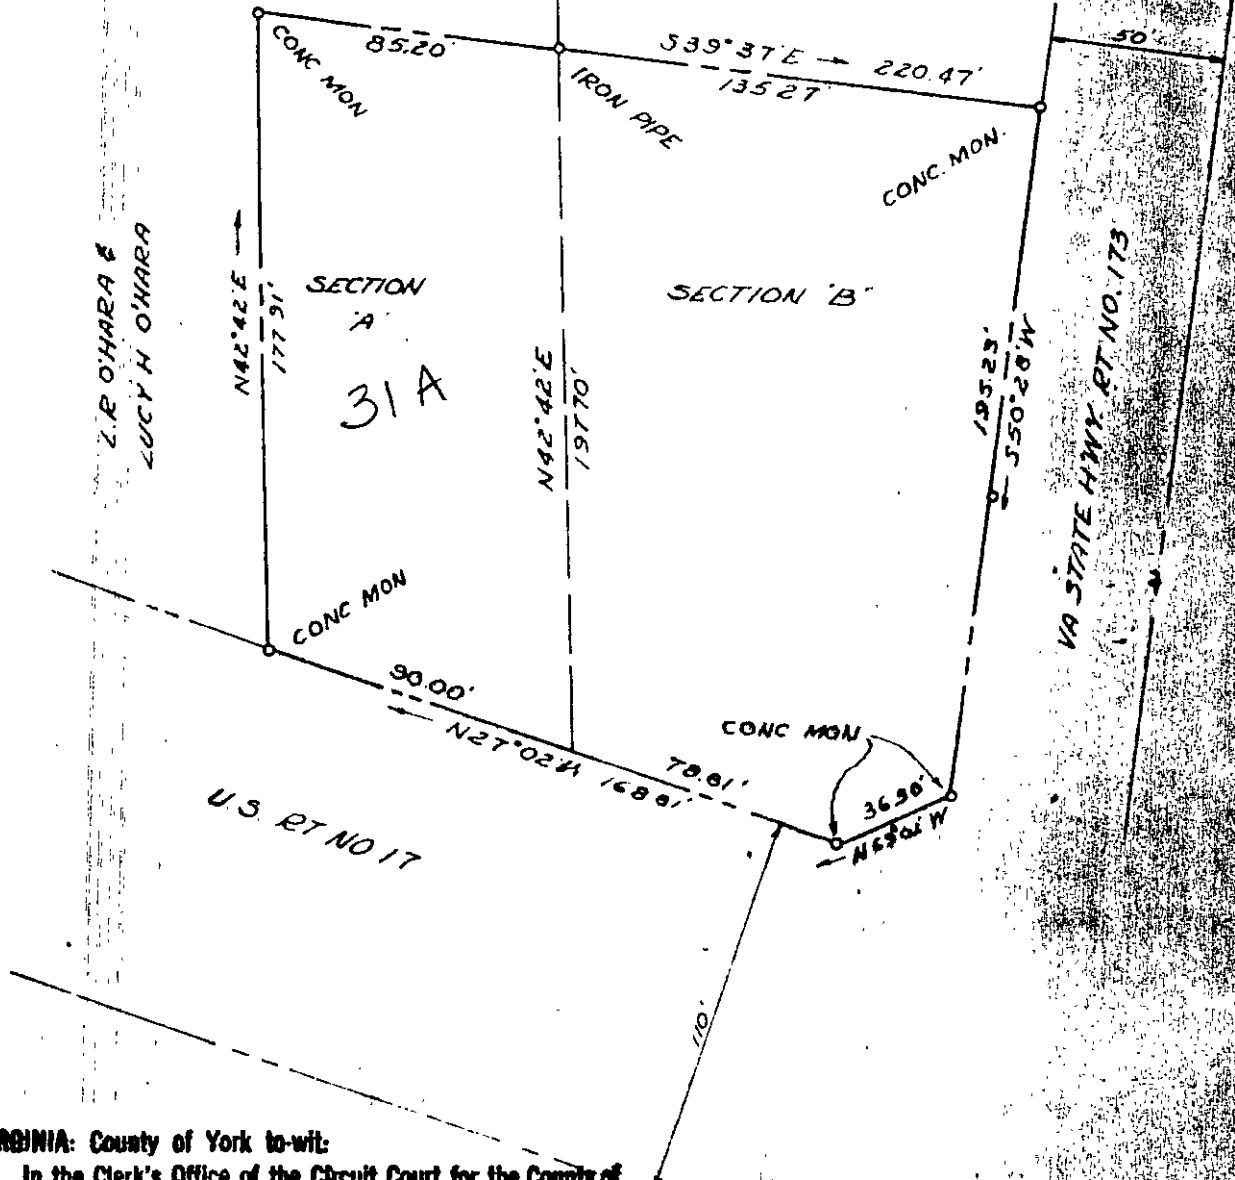 50'
85.20'
S39°37'E → 220.47'
135.27'
CONC MON
IRON PIPE
CONC. MON.
L.R O'HARA &
LUCY H O'HARA
N42°42'E
177.91'
SECTION
'A'
31A
N42°42'E
197.70'
SECTION 'B'
195.23'
S50°28'W
VA STATE HWY. RT NO. 173
CONC MON
90.00'
N27°02'W 168.81'
78.81'
CONC MON
36.90'
U.S. RT NO 17
110'
County of York to-wit:
In the Clerk's Office of the Circuit Court for the County of